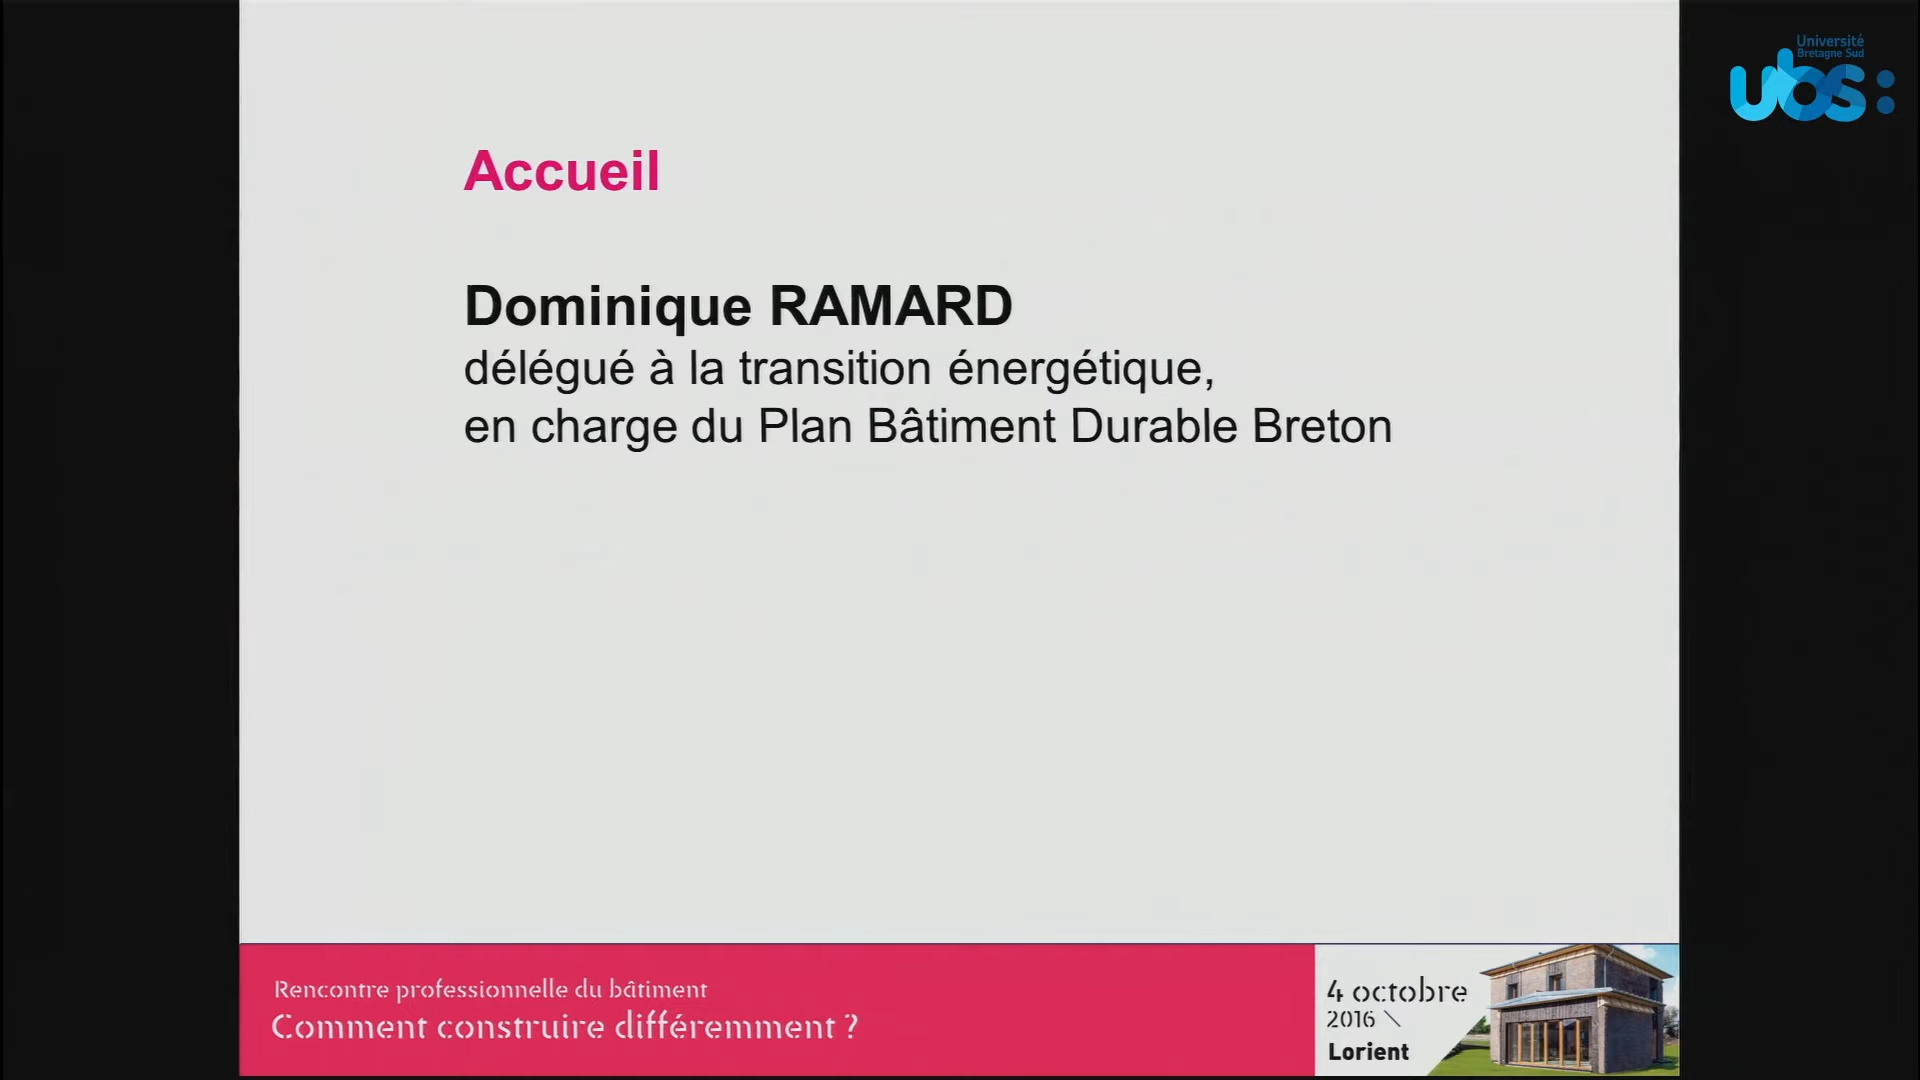 Université
Bretagne Sud
ubs:
Accueil
Dominique RAMARD
délégué à la transition énergétique,
en charge du Plan Bâtiment Durable Breton
Rencontre professionnelle du bâtiment
Comment construire différemment ?
4 octobre
2016 \
Lorient